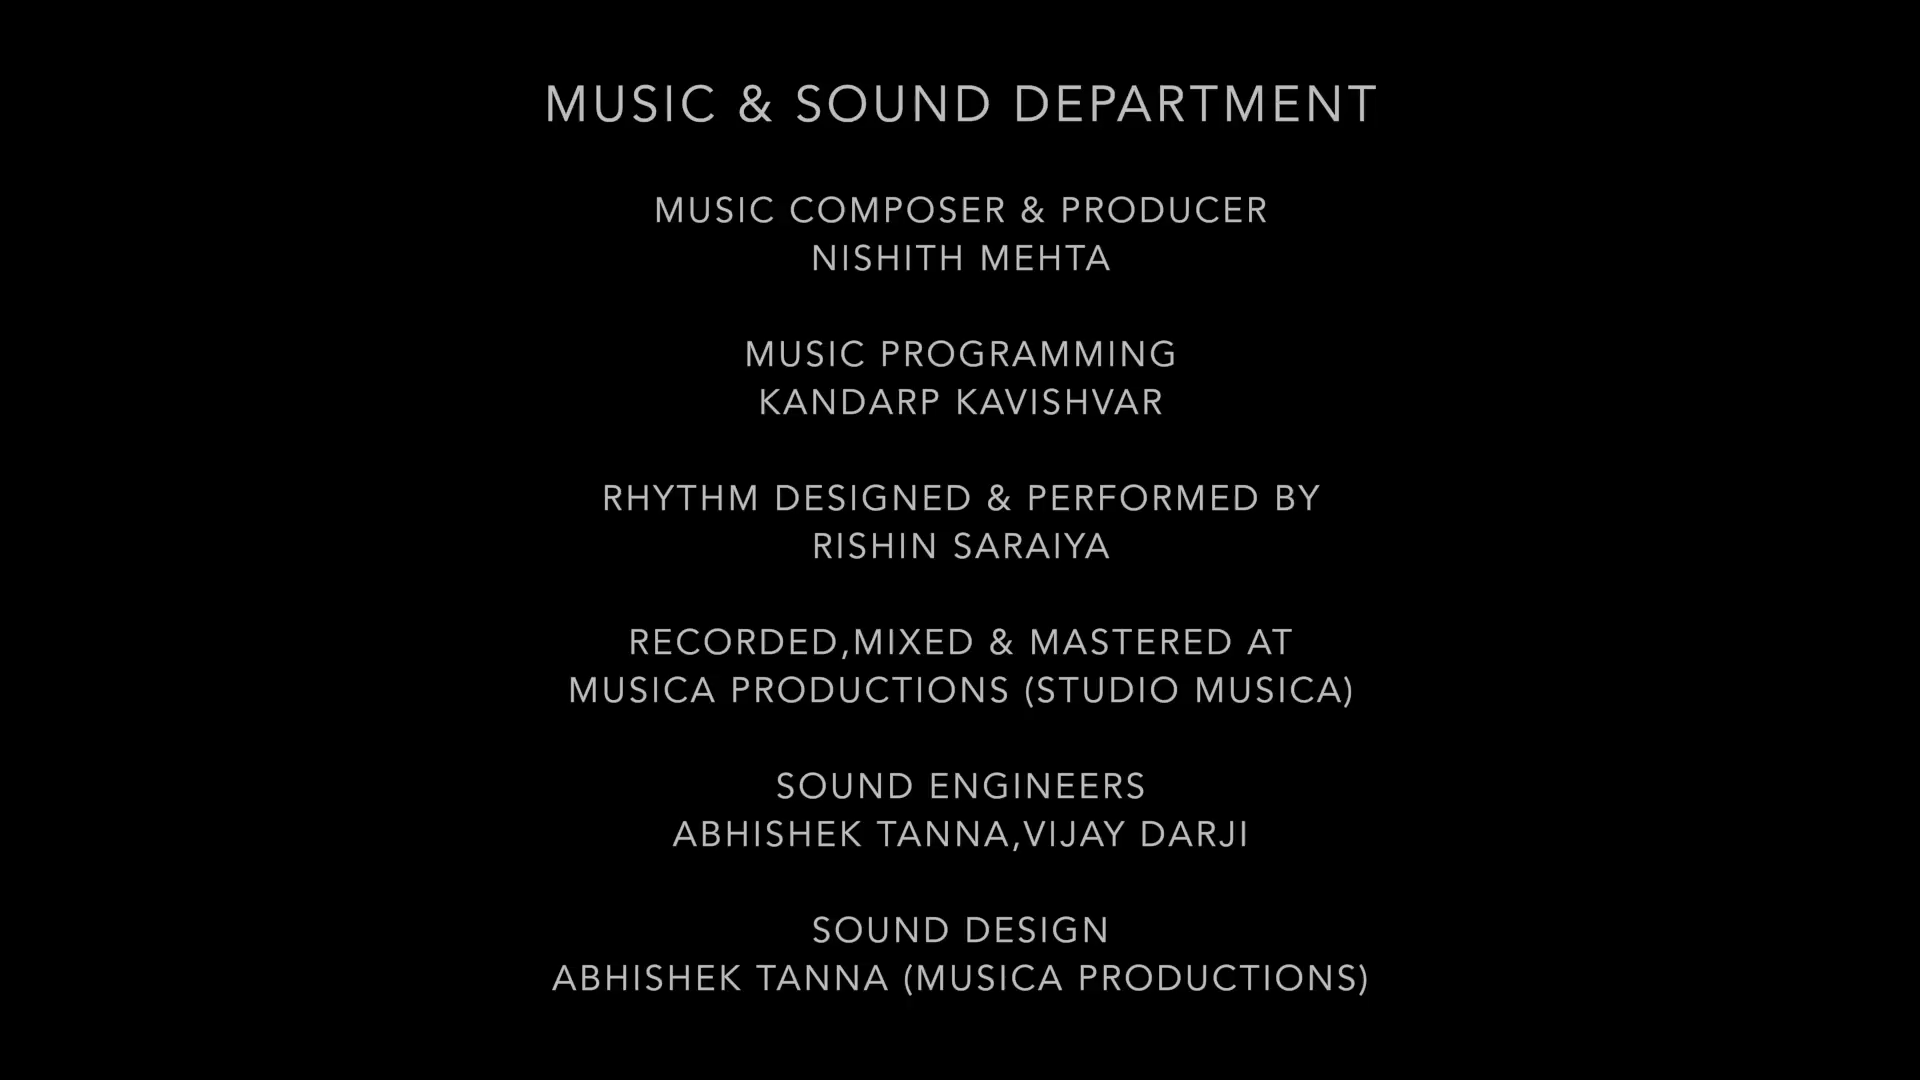 MUSIC & SOUND DEPARTMENT
MUSIC COMPOSER & PRODUCER
NISHITH MEHTA
MUSIC PROGRAMMING
KANDARP KAVISHVAR
RHYTHM DESIGNED & PERFORMED BY
RISHIN SARAIYA
RECORDED,MIXED & MASTERED AT
MUSICA PRODUCTIONS (STUDIO MUSICA)
SOUND ENGINEERS
ABHISHEK TANNA,VIJAY DARJI
SOUND DESIGN
ABHISHEK TANNA (MUSICA PRODUCTIONS)